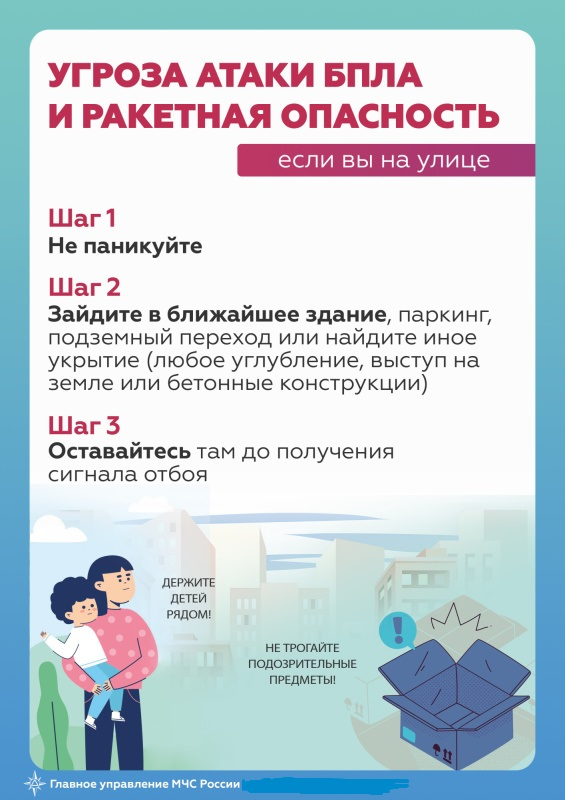 УГРОЗА АТАКИ БПЛА
И РАКЕТНАЯ ОПАСНОСТЬ
если вы на улице
Шаг 1
Не паникуйте
Шаг 2
Зайдите в ближайшее здание, паркинг,
подземный переход или найдите иное
укрытие (любое углубление, выступ на
земле или бетонные конструкции)
Шаг 3
Оставайтесь там до получения
сигнала отбоя
ДЕРЖИТЕ
ДЕТЕЙ
РЯДОМ!
НЕ ТРОГАЙТЕ
ПОДОЗРИТЕЛЬНЫЕ
ПРЕДМЕТЫ!
Главное управление МЧС России